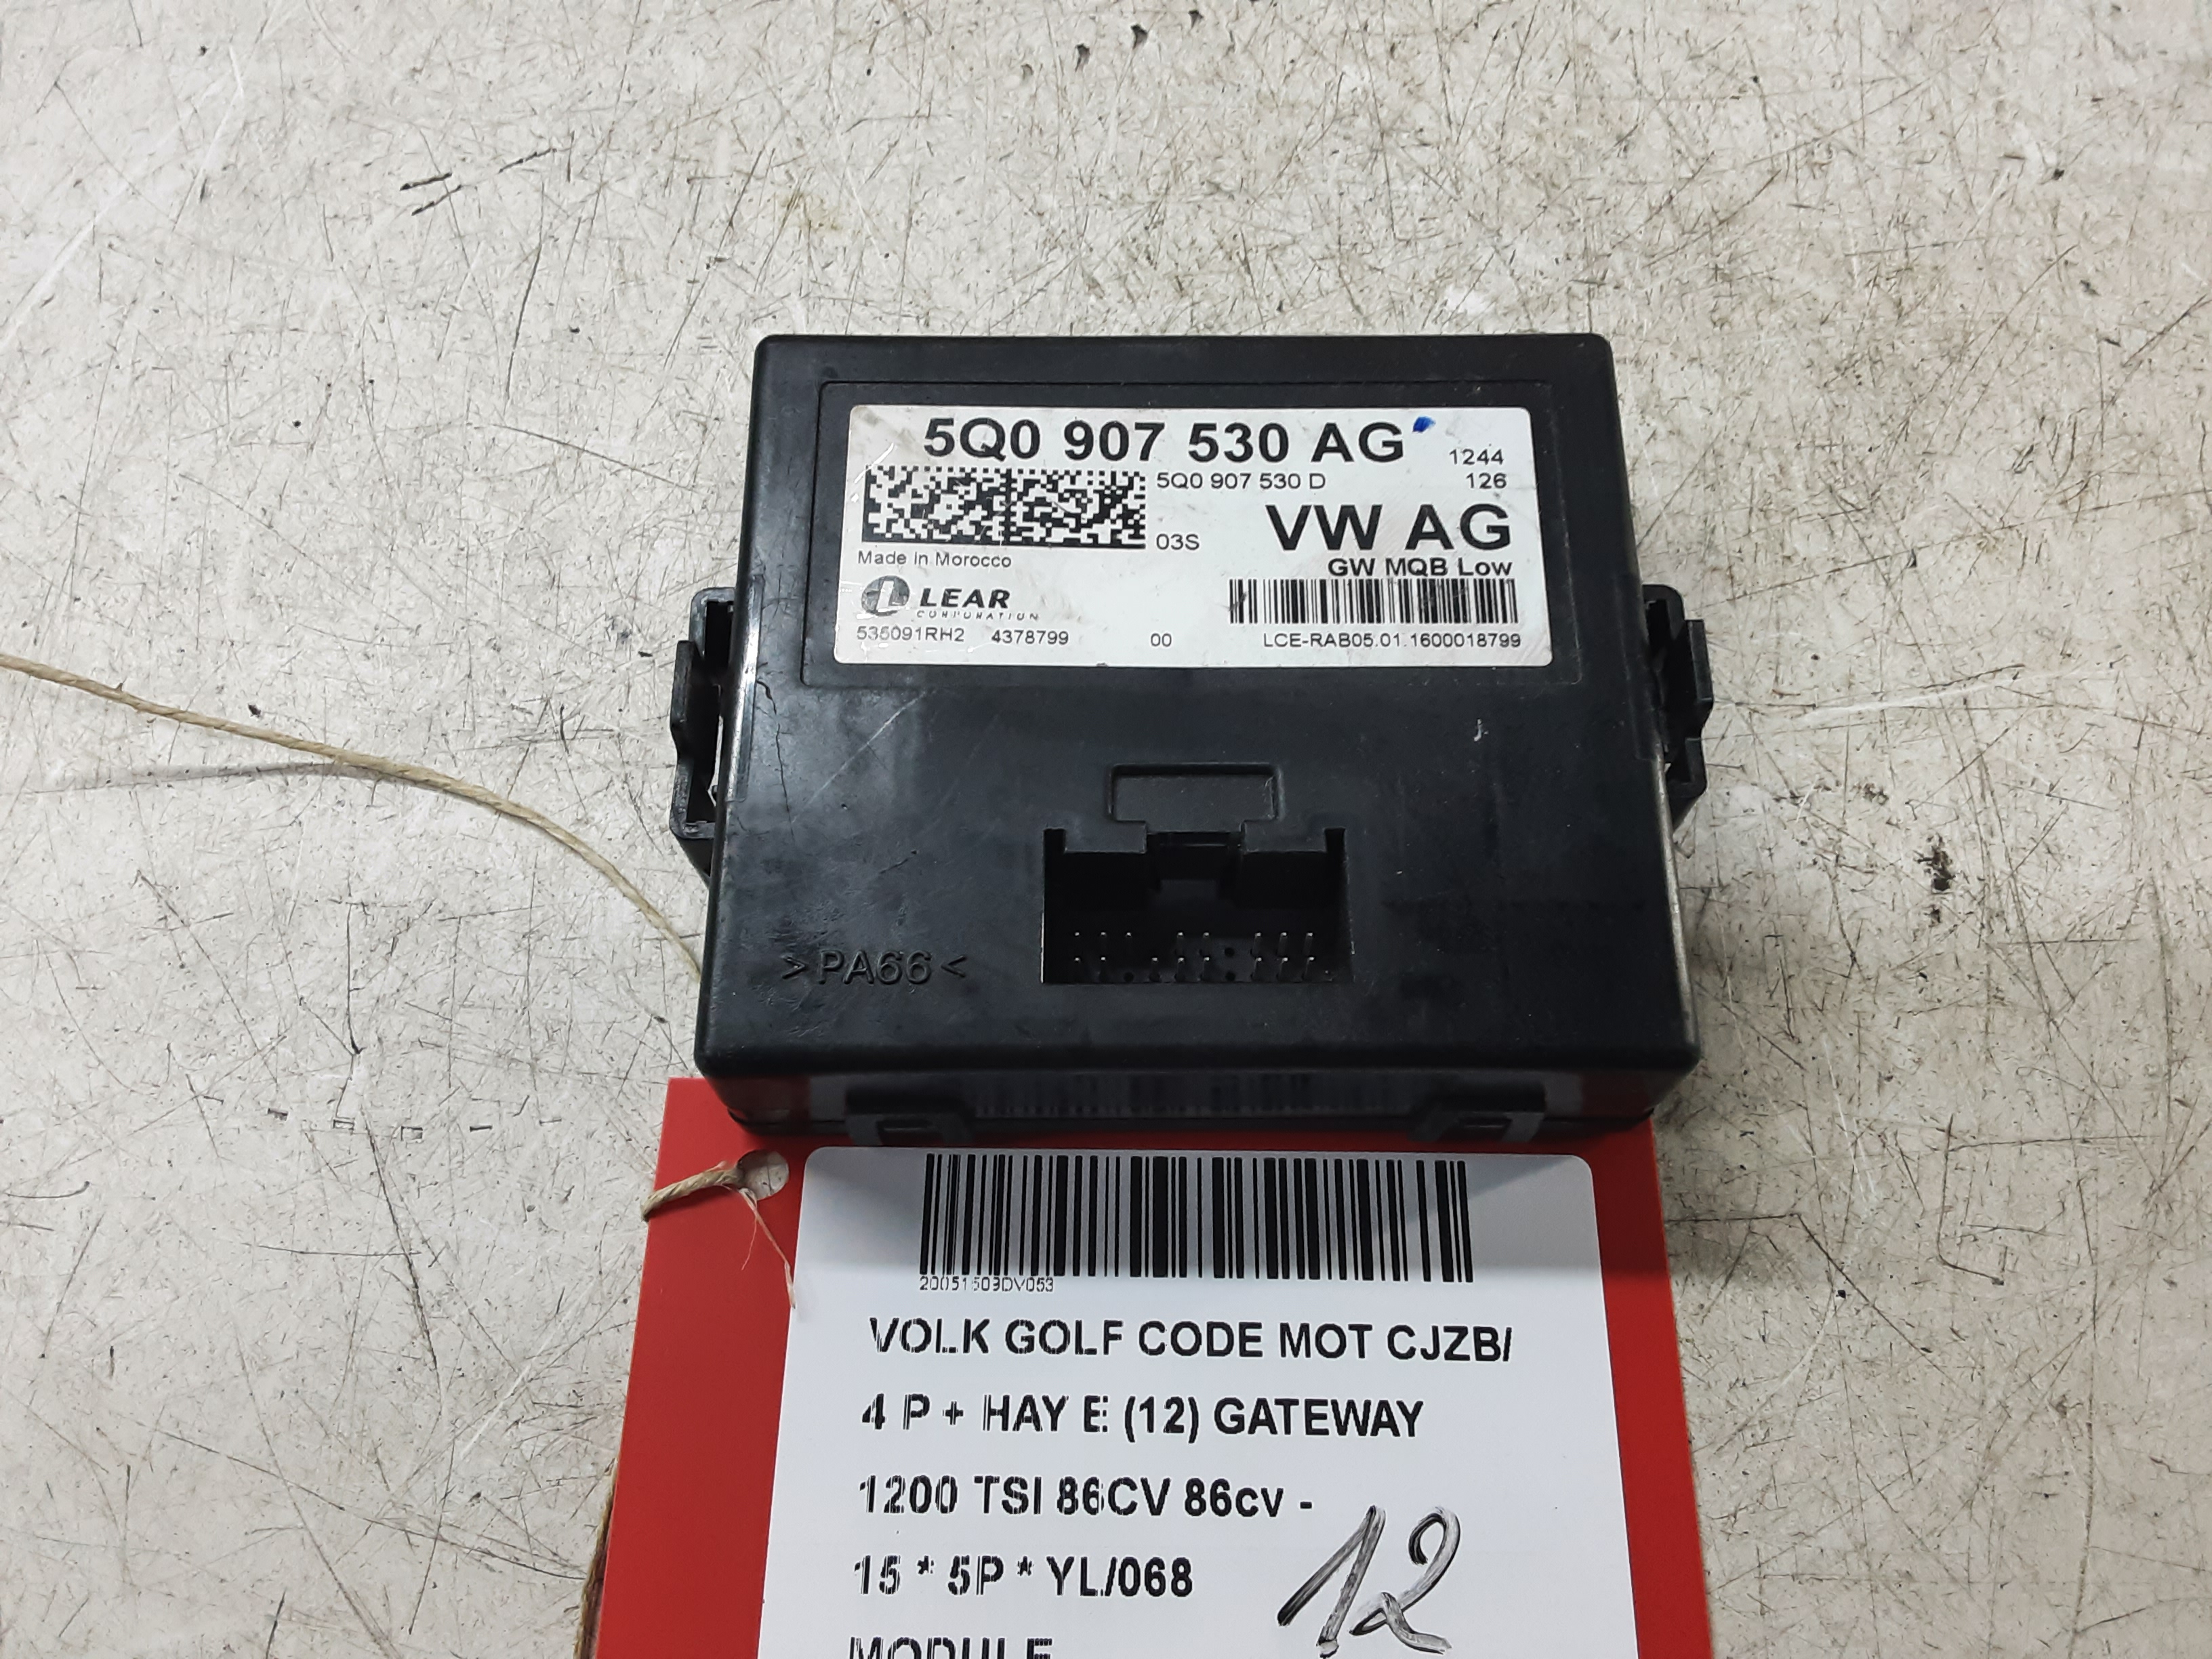 5Q0 907 530 AG
1244
5Q0 907 530 D
126
03S
VW AG
Made in Morocco
GW MQB Low
LEAR
CORPORATION
535091RH2 4378799 00 LCE-RAB05.01.1600018799
>PA66<
20051503DV053
VOLK GOLF CODE MOT CJZB/
4 P + HAY E (12) GATEWAY
1200 TSI 86CV 86cv -
15 * 5P * YL/068
12
MODULE